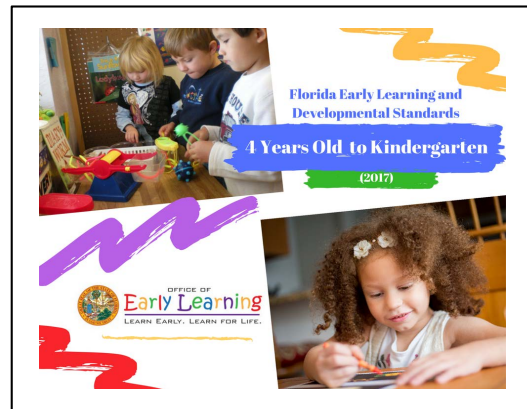 Florida Early Learning and
Developmental Standards
4 Years Old to Kindergarten
(2017)
OFFICE OF
Early Learning
LEARN EARLY. LEARN FOR LIFE.